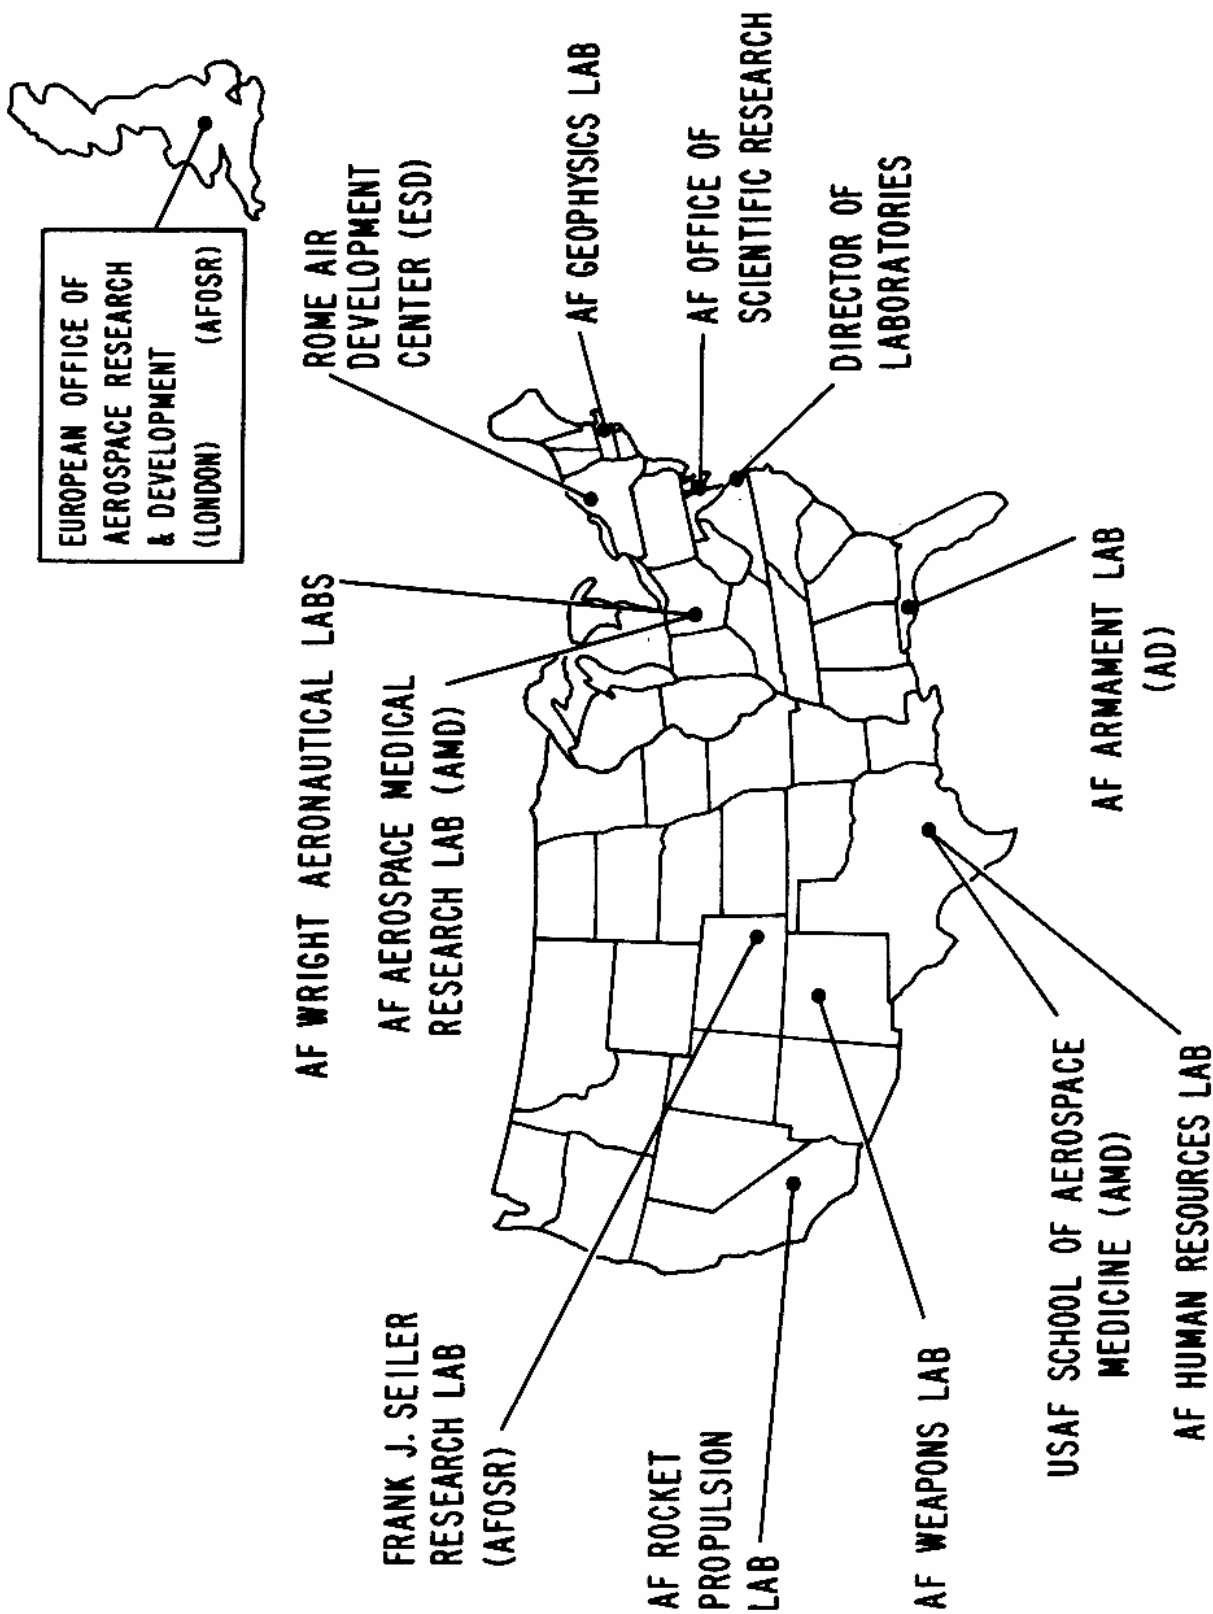 EUROPEAN OFFICE OF
AEROSPACE RESEARCH
& DEVELOPMENT
(LONDON) (AFOSR)
AF WRIGHT AERONAUTICAL LABS
AF AEROSPACE MEDICAL
RESEARCH LAB (AMD)
ROME AIR
DEVELOPMENT
CENTER (ESD)
FRANK J. SEILER
RESEARCH LAB
(AFOSR)
AF GEOPHYSICS LAB
AF ROCKET
PROPULSION
LAB
AF OFFICE OF
SCIENTIFIC RESEARCH
DIRECTOR OF
LABORATORIES
AF WEAPONS LAB
USAF SCHOOL OF AEROSPACE
MEDICINE (AMD)
AF HUMAN RESOURCES LAB
AF ARMAMENT LAB
(AD)